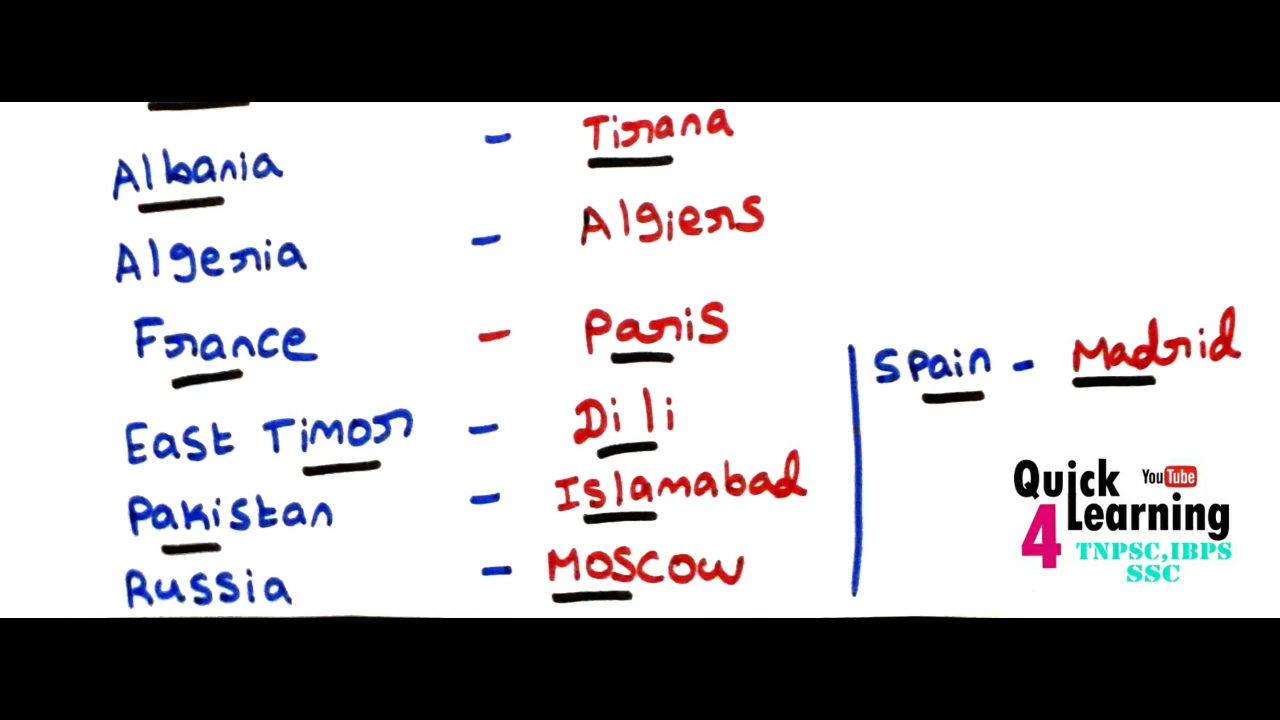 Albania - Tirana
Algeria - Algiers
France - Paris
East Timor - Dili
Pakistan - Islamabad
Russia - Moscow
Spain - Madrid
Quick YouTube
4 Learning
TNPSC,IBPS
SSC